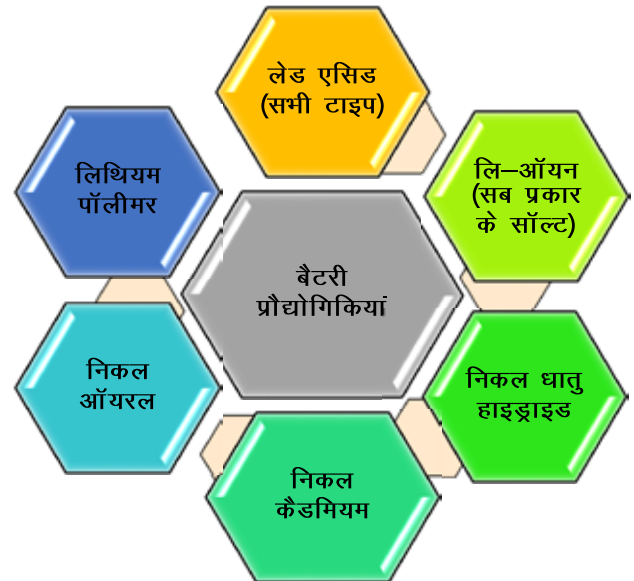 लेड एसिड
(सभी टाइप)
लि–ऑयन
(सब प्रकार
के सॉल्ट)
निकल धातु
हाइड्राइड
निकल
कैडमियम
निकल
ऑयरल
लिथियम
पॉलीमर
बैटरी
प्रौद्योगिकियां